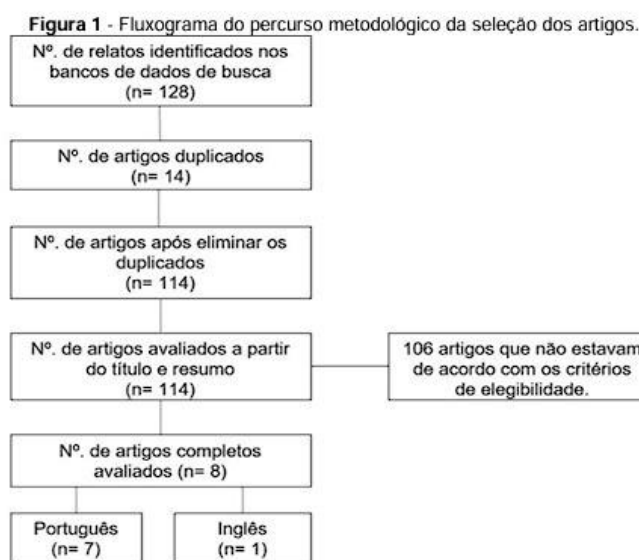 Figura 1 - Fluxograma do percurso metodológico da seleção dos artigos.
Nº. de relatos identificados nos
bancos de dados de busca
(n= 128)
Nº. de artigos duplicados
(n= 14)
Nº. de artigos após eliminar os
duplicados
(n= 114)
Nº. de artigos avaliados a partir
do título e resumo
(n= 114)
106 artigos que não estavam
de acordo com os critérios
de elegibilidade.
Nº. de artigos completos
avaliados (n= 8)
Português
(n= 7)
Inglês
(n= 1)